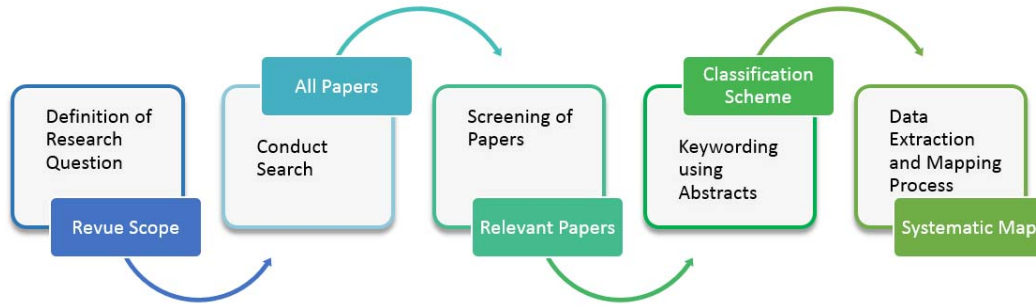 Definition of
Research
Question
Revue Scope
All Papers
Conduct
Search
Screening of
Papers
Relevant Papers
Classification
Scheme
Keywording
using
Abstracts
Data
Extraction
and Mapping
Process
Systematic Map